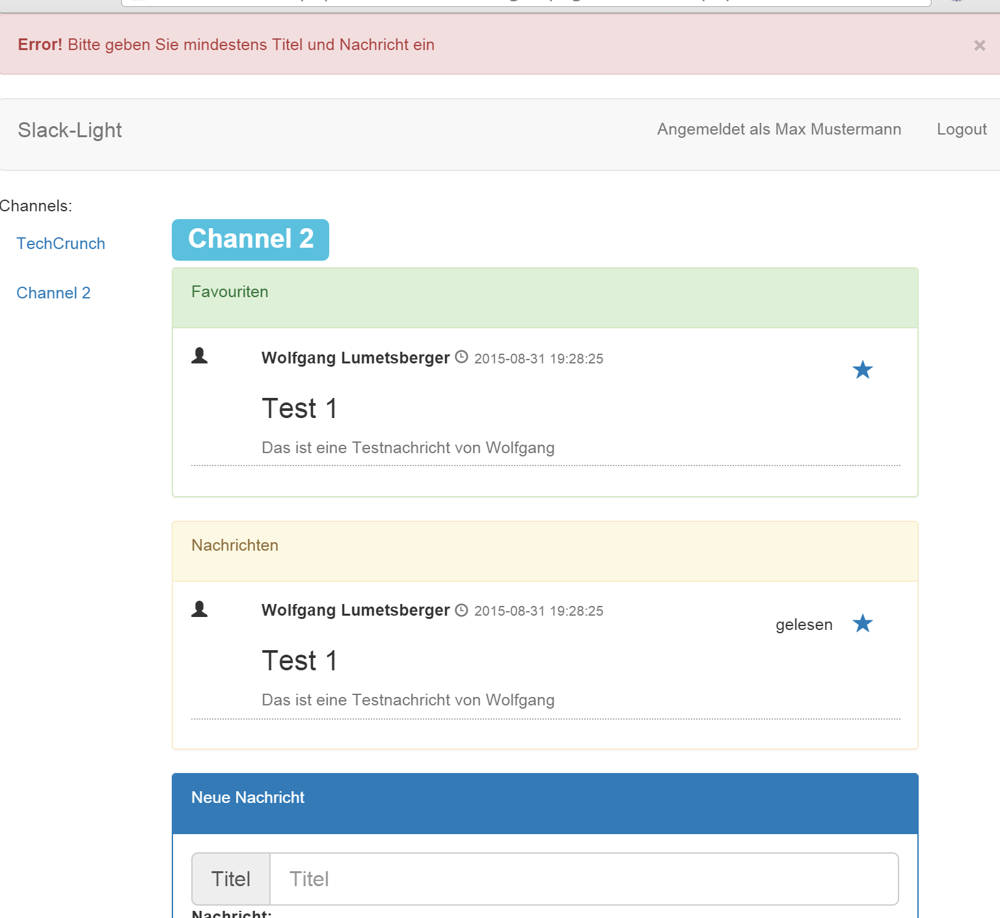 Error! Bitte geben Sie mindestens Titel und Nachricht ein ×
Slack-Light Angemeldet als Max Mustermann Logout
Channels:
TechCrunch
Channel 2
Channel 2
Favouriten
Wolfgang Lumetsberger 2015-08-31 19:28:25
Test 1
Das ist eine Testnachricht von Wolfgang
Nachrichten
Wolfgang Lumetsberger 2015-08-31 19:28:25
gelesen
Test 1
Das ist eine Testnachricht von Wolfgang
Neue Nachricht
Titel Titel
Nachricht: